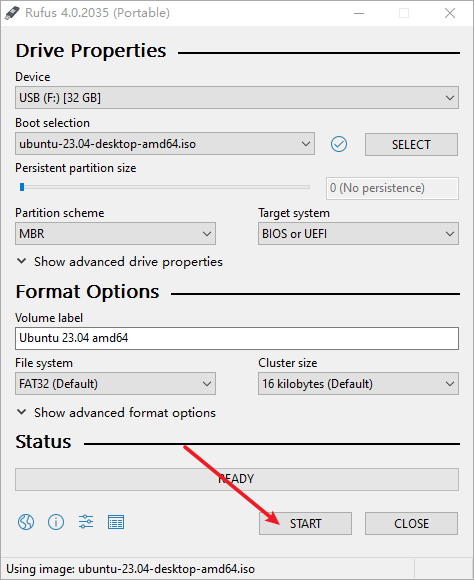 Rufus 4.0.2035 (Portable)
Drive Properties
Device
USB (F:) [32 GB]
Boot selection
ubuntu-23.04-desktop-amd64.iso
SELECT
Persistent partition size
0 (No persistence)
Partition scheme
Target system
MBR
BIOS or UEFI
Show advanced drive properties
Format Options
Volume label
Ubuntu 23.04 amd64
File system
Cluster size
FAT32 (Default)
16 kilobytes (Default)
Show advanced format options
Status
READY
START
CLOSE
Using image: ubuntu-23.04-desktop-amd64.iso